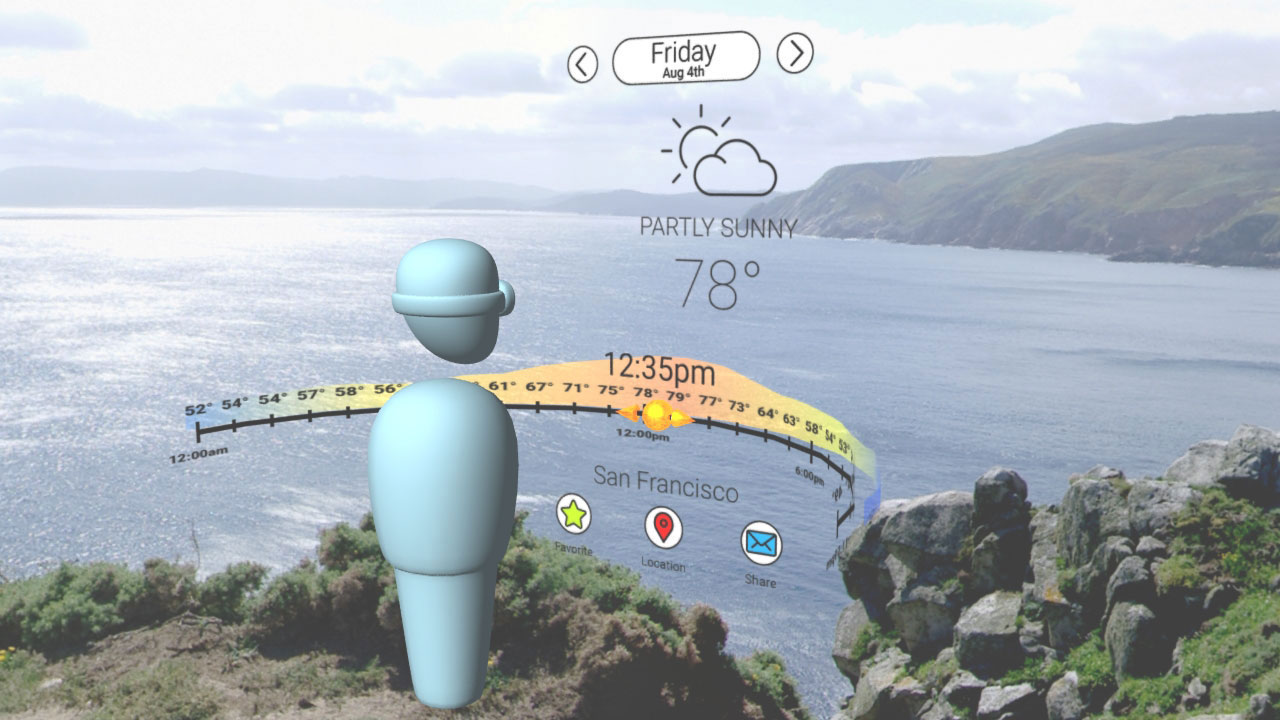 Friday
Aug 4th
PARTLY SUNNY
78°
12:35pm
52° 54° 54° 57° 58° 56° 61° 67° 71° 75° 78° 79° 77° 73° 64° 63° 58° 54° 53°
12:00am
12:00pm
6:00pm
San Francisco
Favorite
Location
Share